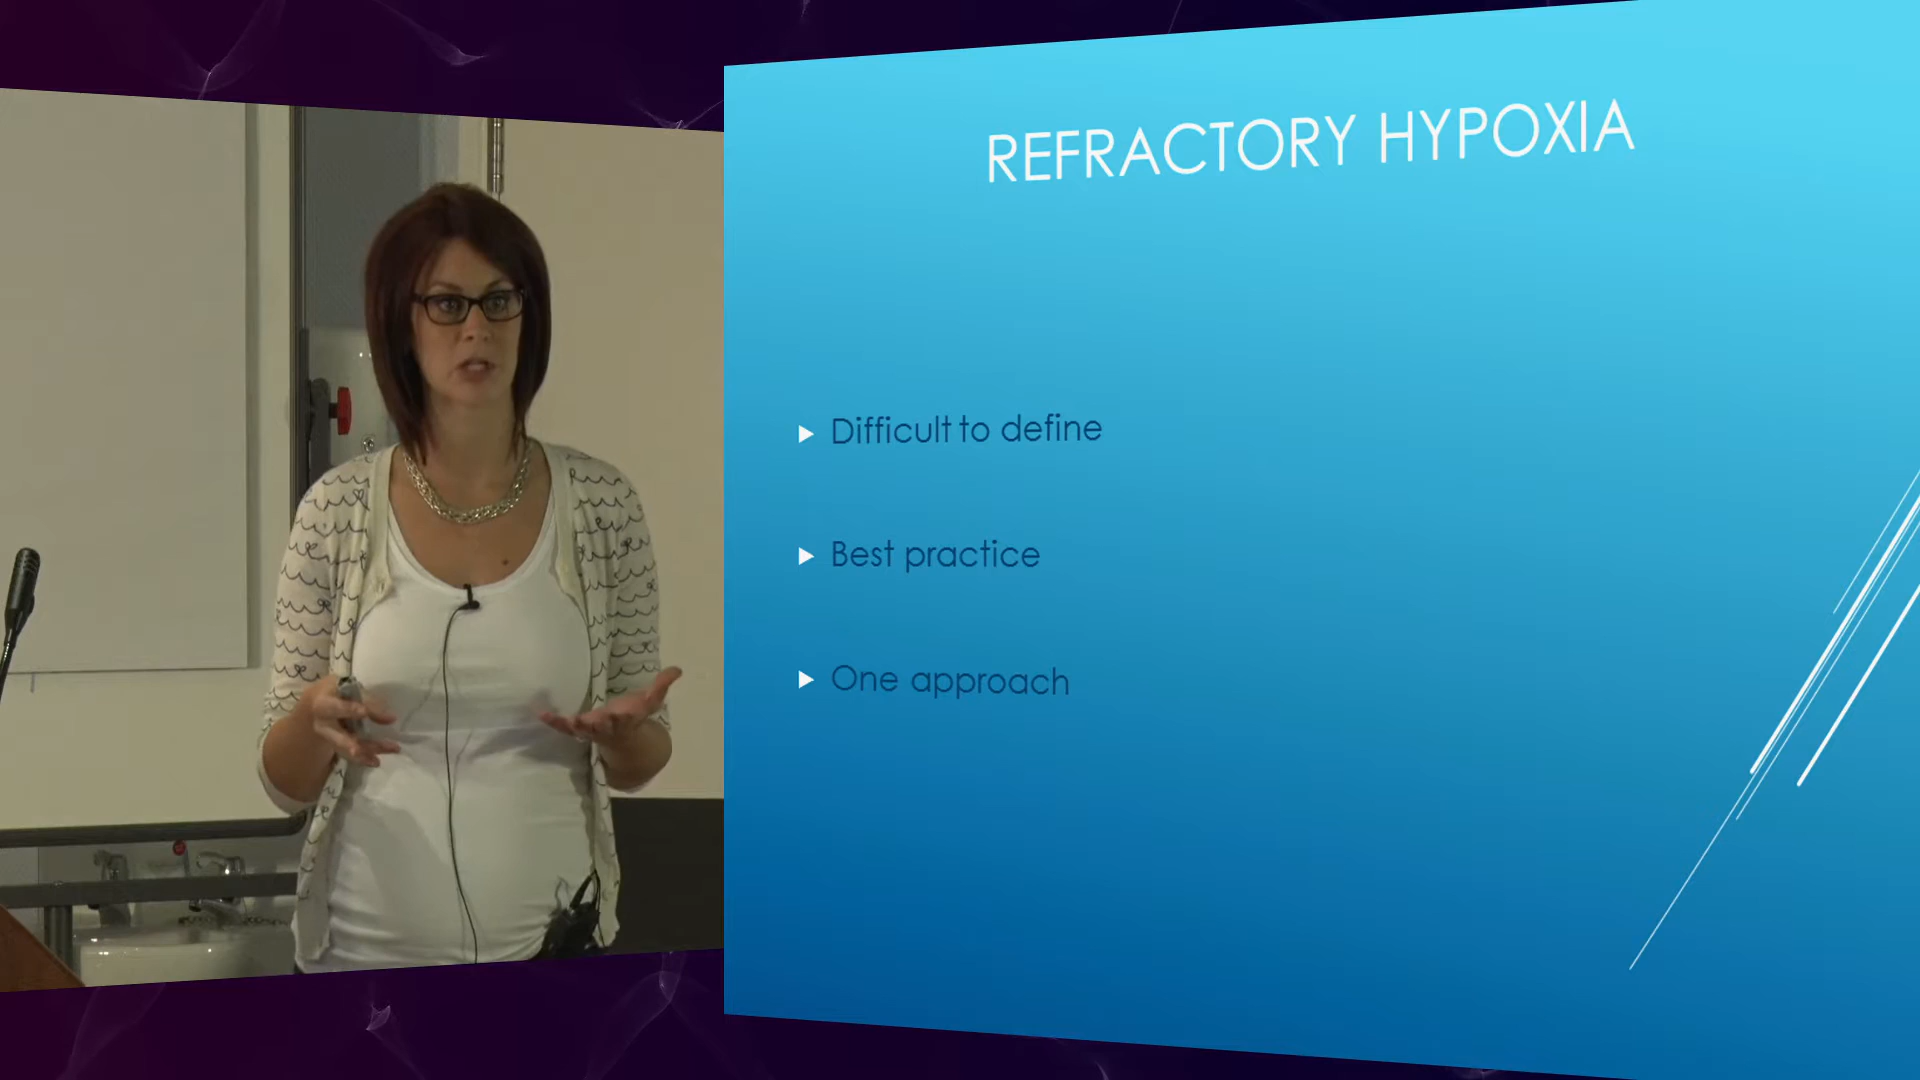 REFRACTORY HYPOXIA
Difficult to define
Best practice
One approach